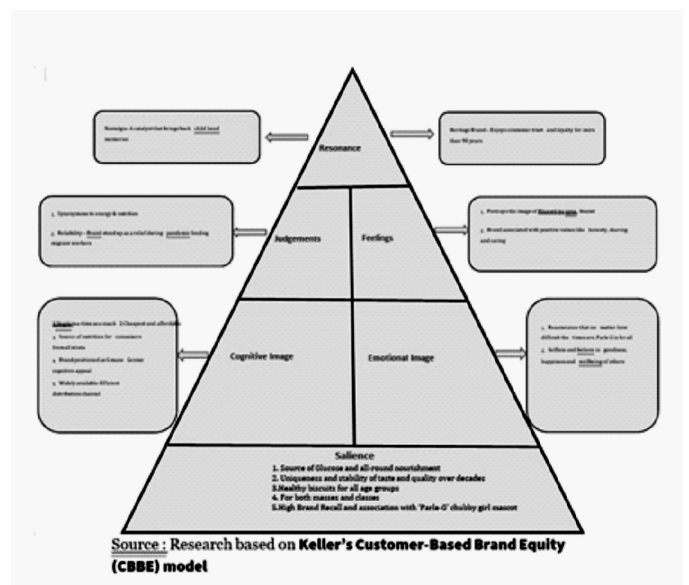 Nostalgia- A catalyst that brings back child hood
memories
Heritage Brand - Enjoys consumer trust and loyalty for more
than 90 years
Resonance
1. Synonymous to energy & nutrition
2. Reliability - Brand stood up as a relief during pandemic feeding
migrant workers
Judgements
Feelings
1. Portrays the image of
2. Brand associated with positive values like honesty, sharing
and caring
2.Cheapest and affordable
3. Source of nutrition for consumers
from all strata
4. Brand positioned as Genius
cognitive appeal
5. Widely available different
distribution channel
Cognitive Image
Emotional Image
1. Reassurance that no matter how
difficult the times are, Parle G is for all
2. Selfless and believe in goodness,
happiness and wellbeing of others
Salience
1. Source of Glucose and all-round nourishment
2. Uniqueness and stability of taste and quality over decades
3.Healthy biscuits for all age groups
4. For both masses and classes
5.High Brand Recall and association with 'Parle-G' chubby girl mascot
Source : Research based on Keller's Customer-Based Brand Equity
(CBBE) model